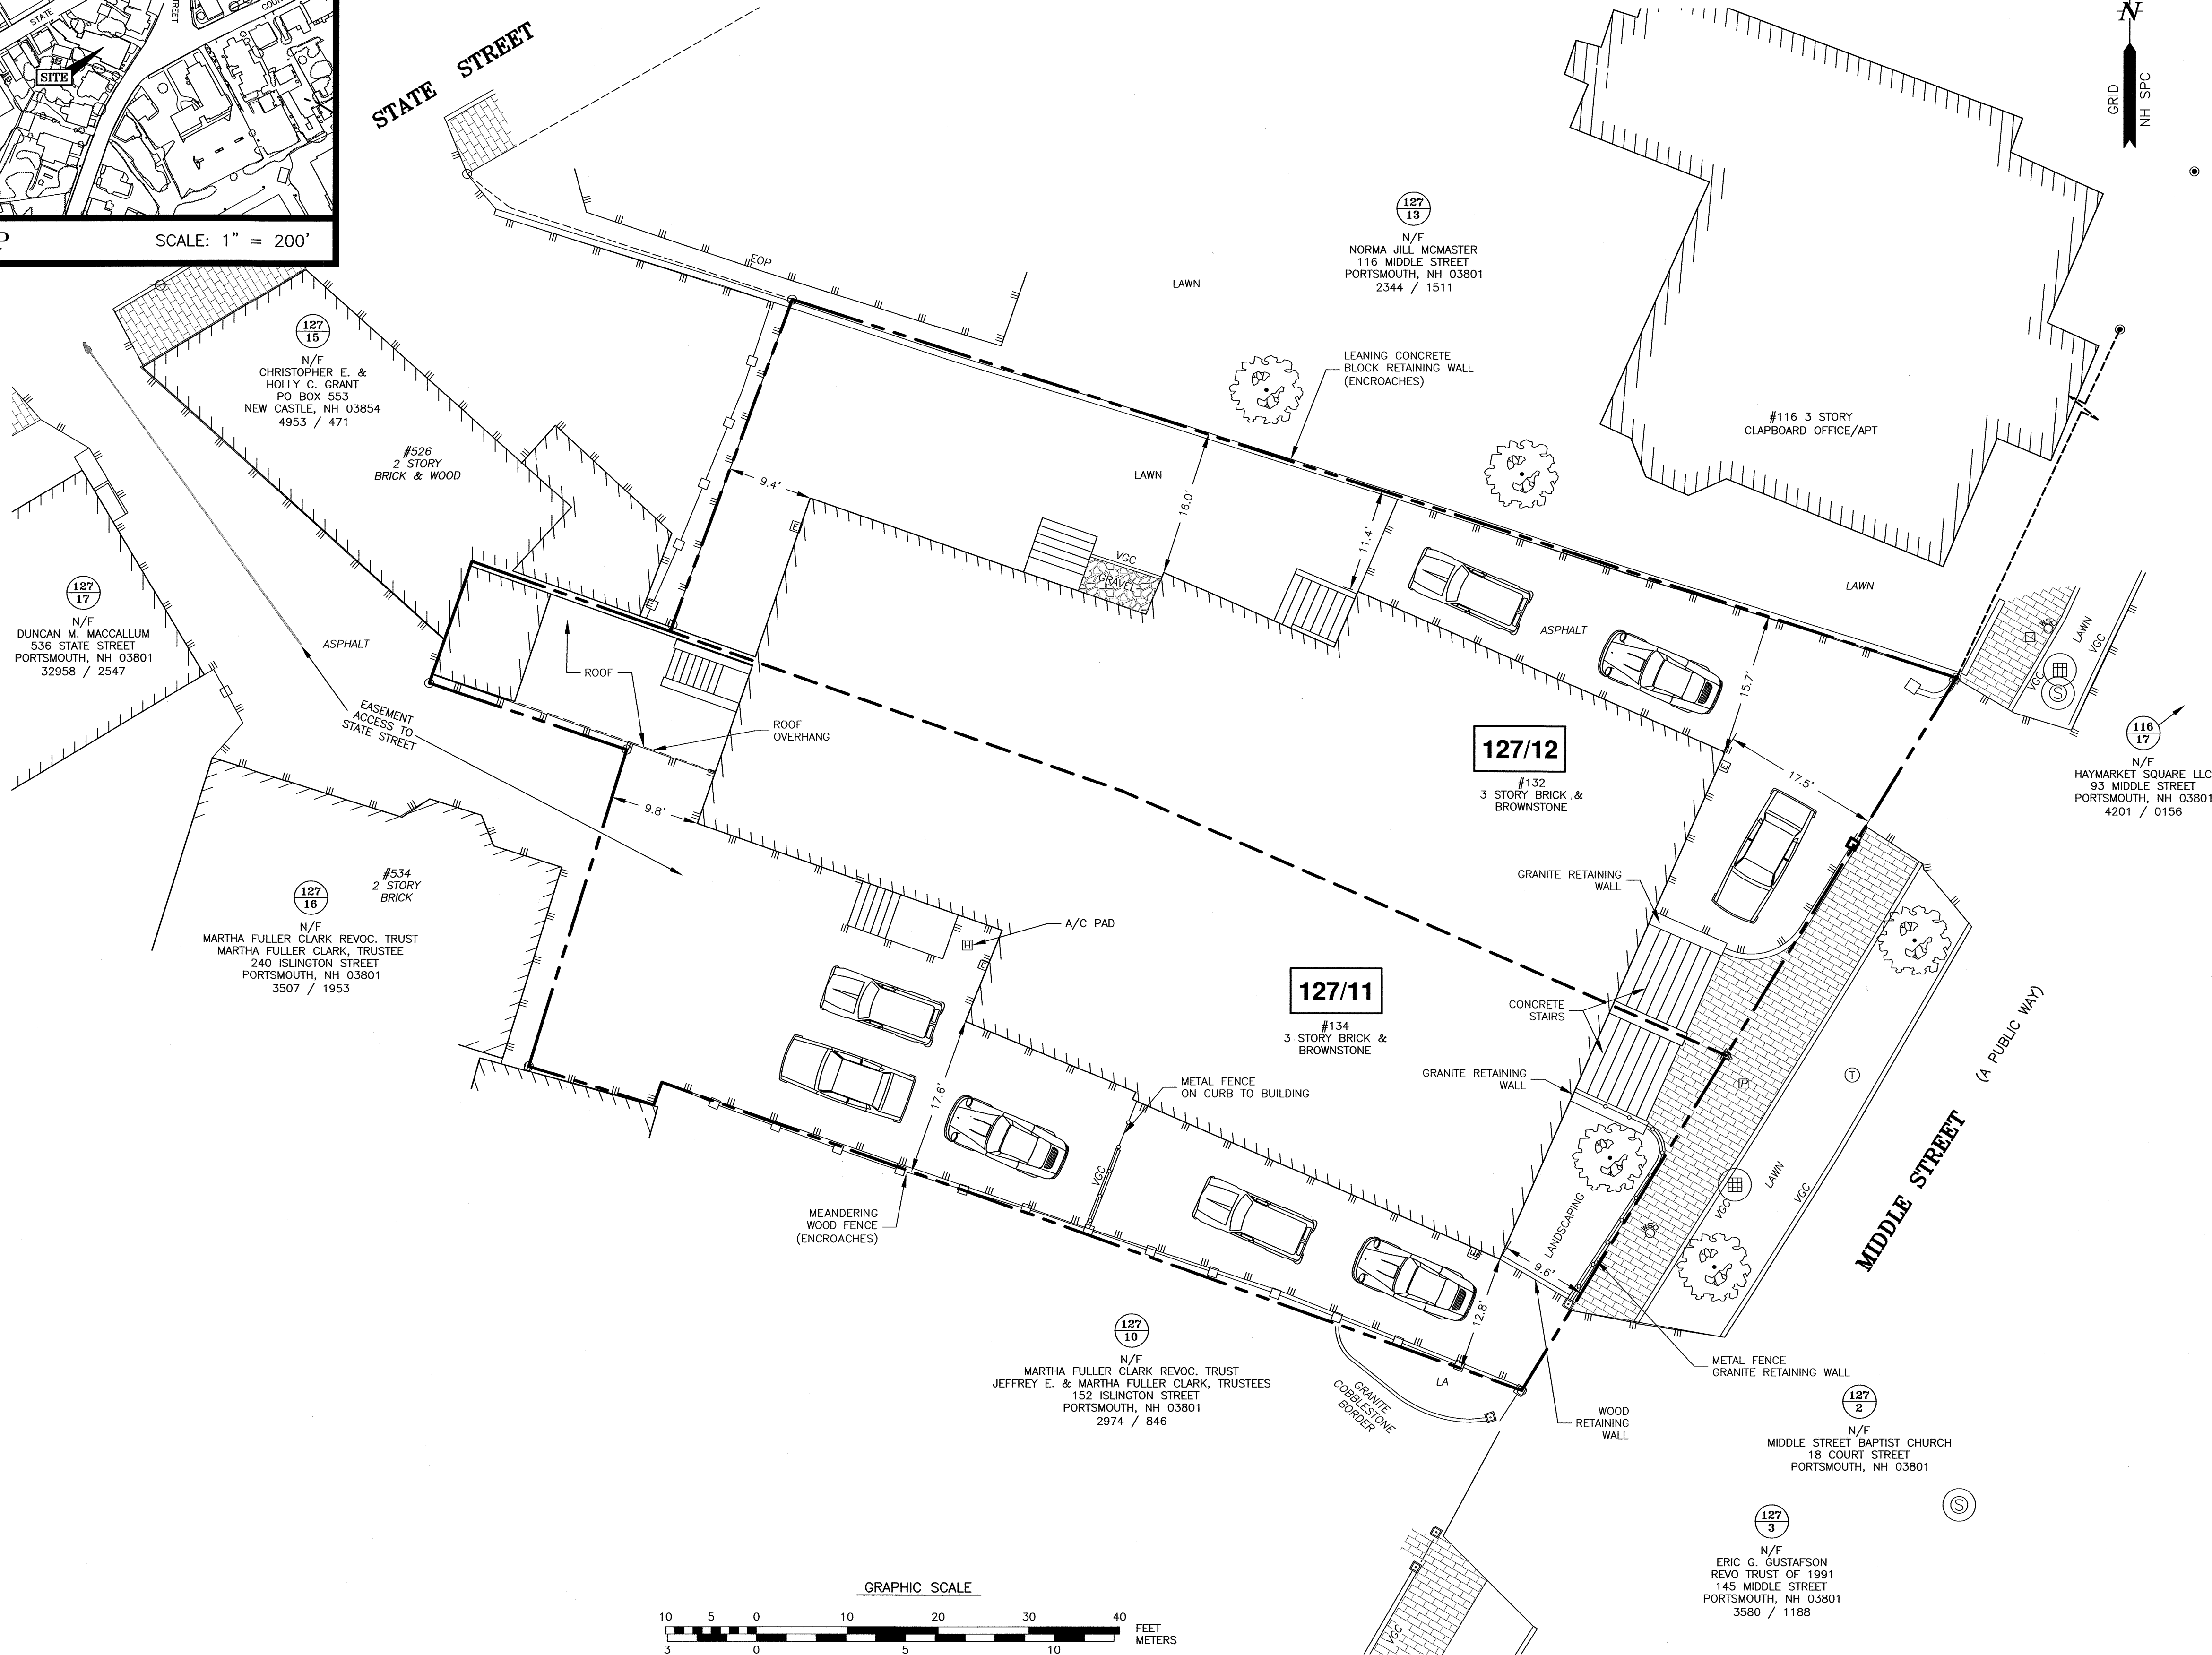 STATE
STREET
COURT
SITE
P
SCALE: 1" = 200'
STATE STREET
N
GRID
NH SPC
127
13
N/F
NORMA JILL MCMASTER
116 MIDDLE STREET
PORTSMOUTH, NH 03801
2344 / 1511
EOP
LAWN
LEANING CONCRETE
BLOCK RETAINING WALL
(ENCROACHES)
#116 3 STORY
CLAPBOARD OFFICE/APT
127
15
N/F
CHRISTOPHER E. &
HOLLY C. GRANT
PO BOX 553
NEW CASTLE, NH 03854
4953 / 471
#526
2 STORY
BRICK & WOOD
LAWN
9.4'
16.0'
11.4'
E
VGC
GRAVEL
ASPHALT
LAWN
15.7'
WSO
LAWN
VGC
VGC
S
127
17
N/F
DUNCAN M. MACCALLUM
536 STATE STREET
PORTSMOUTH, NH 03801
32958 / 2547
ASPHALT
ROOF
ROOF
OVERHANG
EASEMENT
ACCESS TO
STATE STREET
9.8'
127/12
#132
3 STORY BRICK &
BROWNSTONE
E
17.5'
116
17
N/F
HAYMARKET SQUARE LLC
93 MIDDLE STREET
PORTSMOUTH, NH 03801
4201 / 0156
#534
2 STORY
BRICK
127
16
N/F
MARTHA FULLER CLARK REVOC. TRUST
MARTHA FULLER CLARK, TRUSTEE
240 ISLINGTON STREET
PORTSMOUTH, NH 03801
3507 / 1953
GRANITE RETAINING
WALL
A/C PAD
H
E
127/11
#134
3 STORY BRICK &
BROWNSTONE
CONCRETE
STAIRS
GRANITE RETAINING
WALL
P
T
MIDDLE STREET (A PUBLIC WAY)
17.6'
METAL FENCE
ON CURB TO BUILDING
VGC
MEANDERING
WOOD FENCE
(ENCROACHES)
LANDSCAPING
WSO
VGC
LAWN
VGC
E
9.6'
12.8'
127
10
N/F
MARTHA FULLER CLARK REVOC. TRUST
JEFFREY E. & MARTHA FULLER CLARK, TRUSTEES
152 ISLINGTON STREET
PORTSMOUTH, NH 03801
2974 / 846
LA
GRANITE
COBBLESTONE
BORDER
METAL FENCE
GRANITE RETAINING WALL
WOOD
RETAINING
WALL
127
2
N/F
MIDDLE STREET BAPTIST CHURCH
18 COURT STREET
PORTSMOUTH, NH 03801
S
127
3
N/F
ERIC G. GUSTAFSON
REVO TRUST OF 1991
145 MIDDLE STREET
PORTSMOUTH, NH 03801
3580 / 1188
VGC
GRAPHIC SCALE
10 5 0 10 20 30 40
FEET
METERS
3 0 5 10